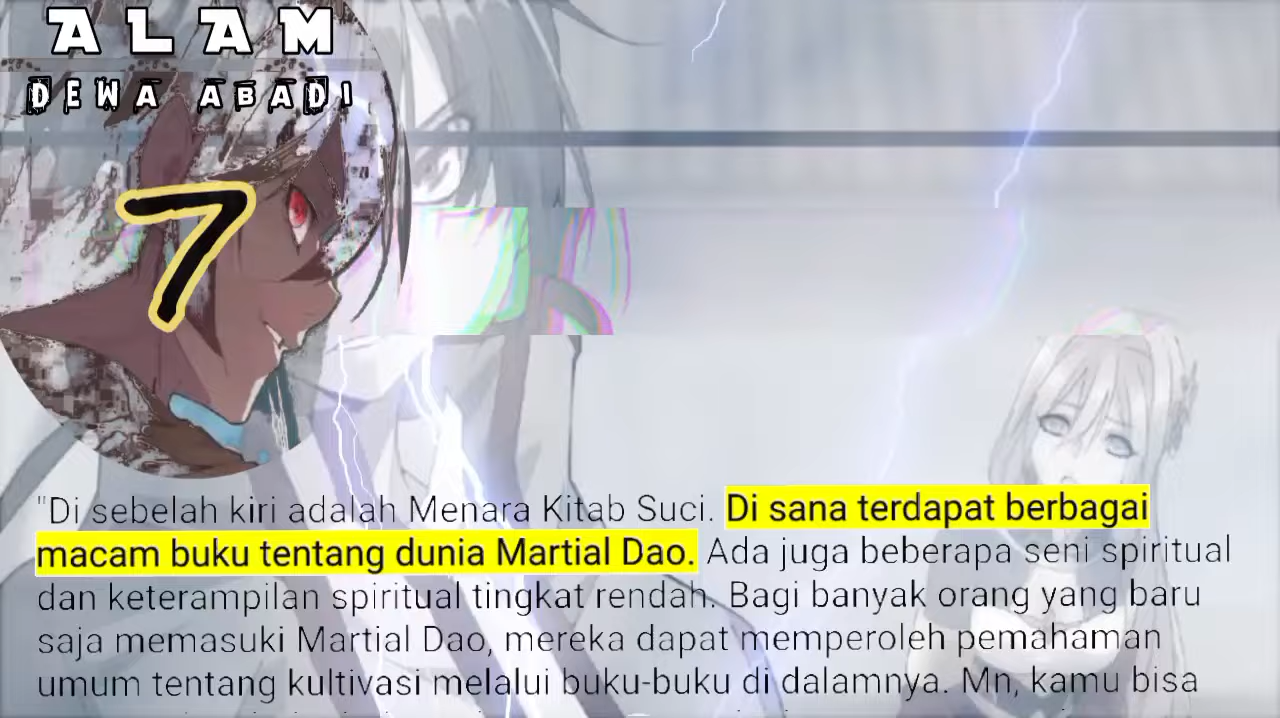 ALAM
DEWA ABADI
7
"Di sebelah kiri adalah Menara Kitab Suci. Di sana terdapat berbagai
macam buku tentang dunia Martial Dao. Ada juga beberapa seni spiritual
dan keterampilan spiritual tingkat rendah. Bagi banyak orang yang baru
saja memasuki Martial Dao, mereka dapat memperoleh pemahaman
umum tentang kultivasi melalui buku-buku di dalamnya. Mn, kamu bisa